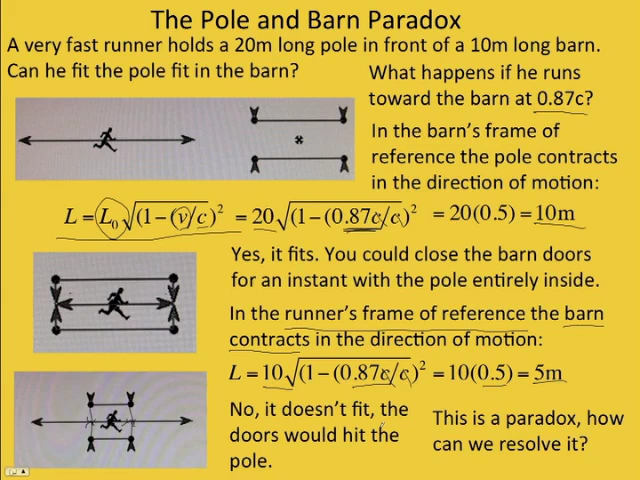 The Pole and Barn Paradox
A very fast runner holds a 20m long pole in front of a 10m long barn.
Can he fit the pole fit in the barn?
What happens if he runs
toward the barn at 0.87c?
In the barn's frame of
reference the pole contracts
in the direction of motion:
L = L₀√(1−(v/c)² = 20√(1−(0.87c/c)² = 20(0.5) = 10m
Yes, it fits. You could close the barn doors
for an instant with the pole entirely inside.
In the runner's frame of reference the barn
contracts in the direction of motion:
L = 10√(1−(0.87c/c)² = 10(0.5) = 5m
No, it doesn't fit, the
doors would hit the
pole.
This is a paradox, how
can we resolve it?